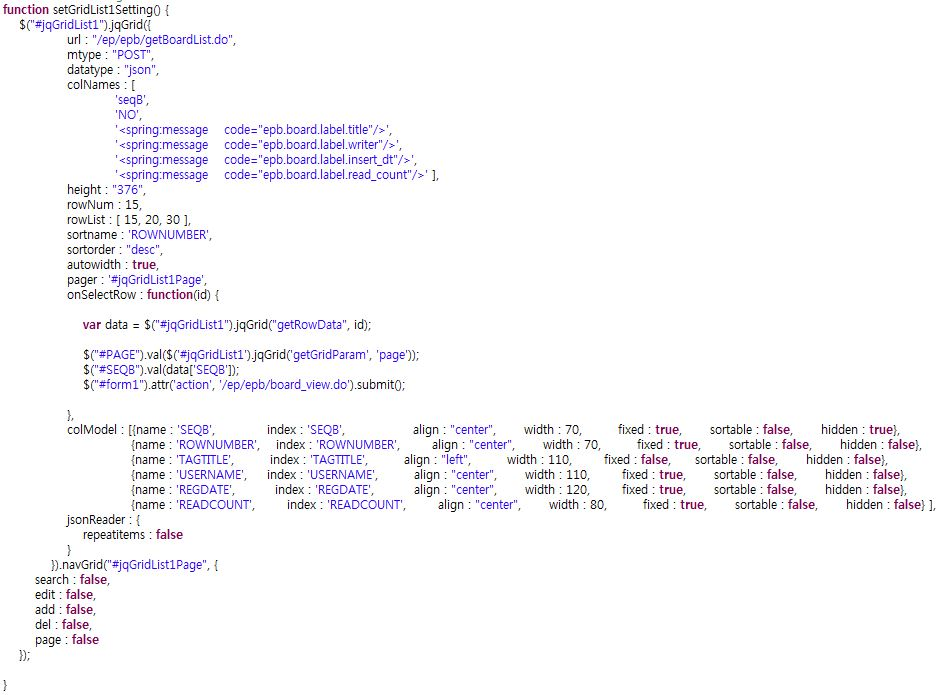 function setGridList1Setting() {
$("#jqGridList1").jqGrid({
url : "/ep/epb/getBoardList.do",
mtype : "POST",
datatype : "json",
colNames : [
'seqB',
'NO',
'<spring:message code="epb.board.label.title"/>',
'<spring:message code="epb.board.label.writer"/>',
'<spring:message code="epb.board.label.insert_dt"/>',
'<spring:message code="epb.board.label.read_count"/>' ],
height : "376",
rowNum : 15,
rowList : [ 15, 20, 30 ],
sortname : 'ROWNUMBER',
sortorder : "desc",
autowidth : true,
pager : '#jqGridList1Page',
onSelectRow : function(id) {
var data = $("#jqGridList1").jqGrid("getRowData", id);
$("#PAGE").val($('#jqGridList1').jqGrid('getGridParam', 'page'));
$("#SEQB").val(data['SEQB']);
$("#form1").attr('action', '/ep/epb/board_view.do').submit();
},
colModel : [{name : 'SEQB', index : 'SEQB', align : "center", width : 70, fixed : true, sortable : false, hidden : true},
{name : 'ROWNUMBER', index : 'ROWNUMBER', align : "center", width : 70, fixed : true, sortable : false, hidden : false},
{name : 'TAGTITLE', index : 'TAGTITLE', align : "left", width : 110, fixed : false, sortable : false, hidden : false},
{name : 'USERNAME', index : 'USERNAME', align : "center", width : 110, fixed : true, sortable : false, hidden : false},
{name : 'REGDATE', index : 'REGDATE', align : "center", width : 120, fixed : true, sortable : false, hidden : false},
{name : 'READCOUNT', index : 'READCOUNT', align : "center", width : 80, fixed : true, sortable : false, hidden : false} ],
jsonReader : {
repeatitems : false
}
}).navGrid("#jqGridList1Page", {
search : false,
edit : false,
add : false,
del : false,
page : false
});
}